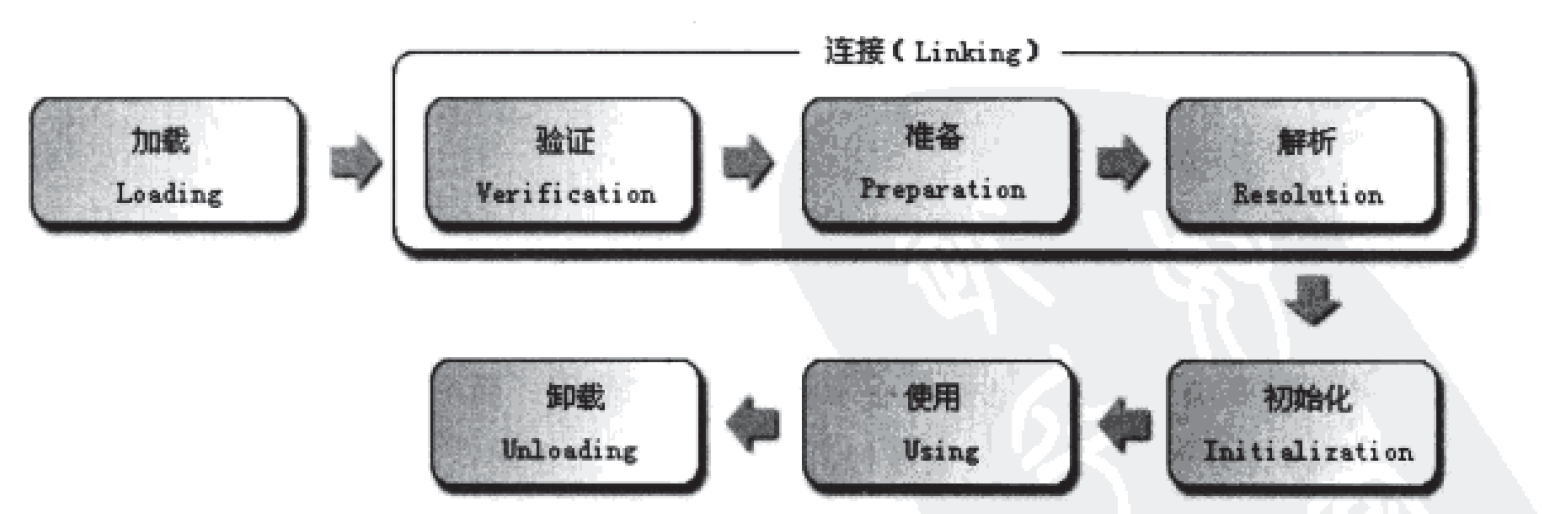 连接(Linking)
加载
Loading
验证
Verification
准备
Preparation
解析
Resolution
卸载
Unloading
使用
Using
初始化
Initialization